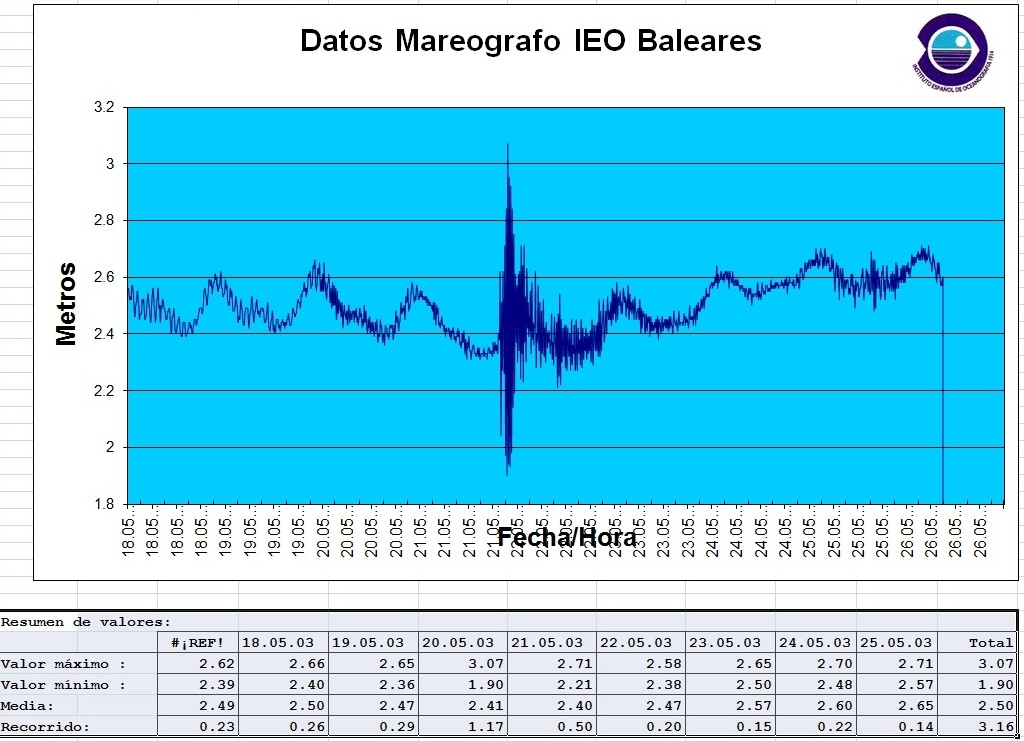 Datos Mareografo IEO Baleares
INSTITUTO ESPAÑOL DE OCEANOGRAFIA 1914
3.2
3
2.8
2.6
2.4
2.2
2
1.8
Metros
18.05... 18.05... 18.05... 18.05... 19.05... 19.05... 19.05... 19.05... 20.05... 20.05... 20.05... 20.05... 21.05... 21.05... 21.05... 21.05... 22.05... 22.05... 22.05... 22.05... 23.05... 23.05... 23.05... 23.05... 24.05... 24.05... 24.05... 25.05... 25.05... 25.05... 25.05... 26.05... 26.05... 26.05... 26.05...
Fecha/Hora
Resumen de valores:
#¡REF! 18.05.03 19.05.03 20.05.03 21.05.03 22.05.03 23.05.03 24.05.03 25.05.03 Total
Valor máximo : 2.62 2.66 2.65 3.07 2.71 2.58 2.65 2.70 2.71 3.07
Valor mínimo : 2.39 2.40 2.36 1.90 2.21 2.38 2.50 2.48 2.57 1.90
Media: 2.49 2.50 2.47 2.41 2.40 2.47 2.57 2.60 2.65 2.50
Recorrido: 0.23 0.26 0.29 1.17 0.50 0.20 0.15 0.22 0.14 3.16